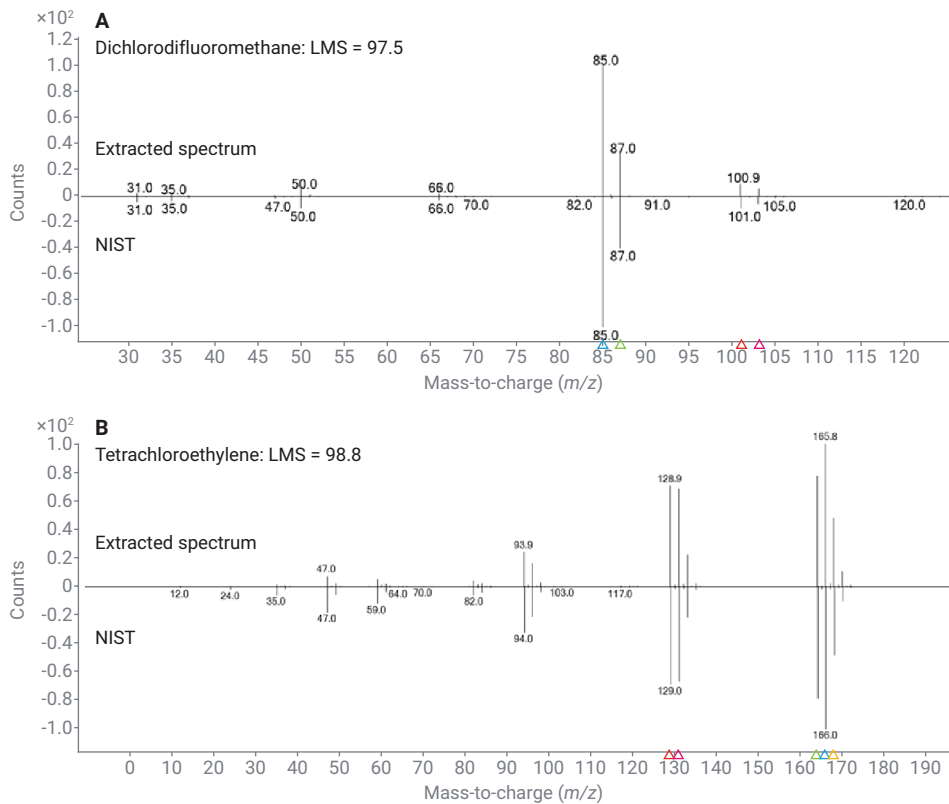 ×10² A
Dichlorodifluoromethane: LMS = 97.5
1.2
1.0
0.8
0.6
0.4
0.2
0
-0.2
-0.4
-0.6
-0.8
-1.0
Counts
Extracted spectrum
NIST
85.0
87.0
31.0 35.0 50.0 66.0 100.9
31.0 35.0 47.0 50.0 66.0 70.0 82.0 91.0 101.0 105.0 120.0
87.0
85.0
30 35 40 45 50 55 60 65 70 75 80 85 90 95 100 105 110 115 120
Mass-to-charge (m/z)
×10² B
Tetrachloroethylene: LMS = 98.8
1.0
0.8
0.6
0.4
0.2
0
-0.2
-0.4
-0.6
-0.8
-1.0
Counts
Extracted spectrum
NIST
165.8
128.9
93.9
47.0
12.0 24.0 35.0 47.0 59.0 64.0 70.0 82.0 94.0 103.0 117.0
129.0
166.0
0 10 20 30 40 50 60 70 80 90 100 110 120 130 140 150 160 170 180 190
Mass-to-charge (m/z)